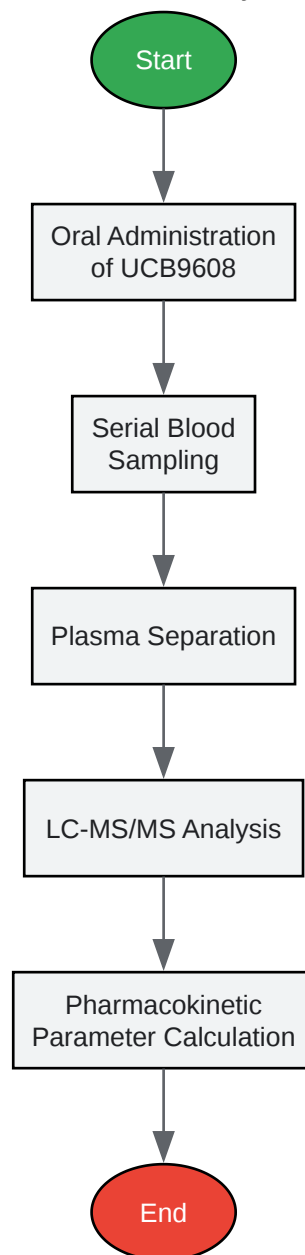 Start
Oral Administration
of UCB9608
Serial Blood
Sampling
Plasma Separation
LC-MS/MS Analysis
Pharmacokinetic
Parameter Calculation
End